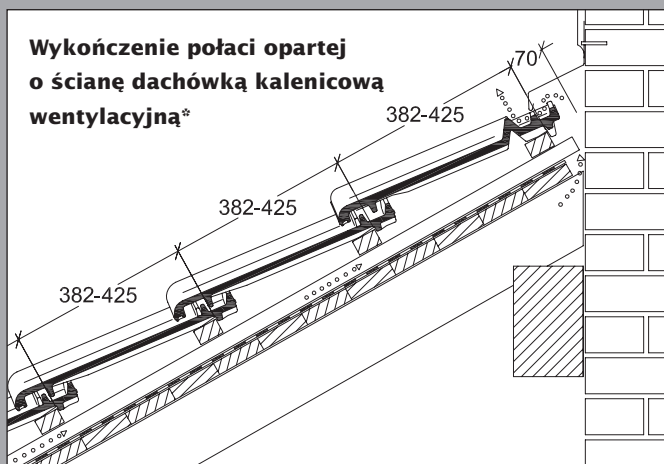 Wykończenie połaci opartej
o ścianę dachówką kalenicową
wentylacyjną*
70
382-425
382-425
382-425